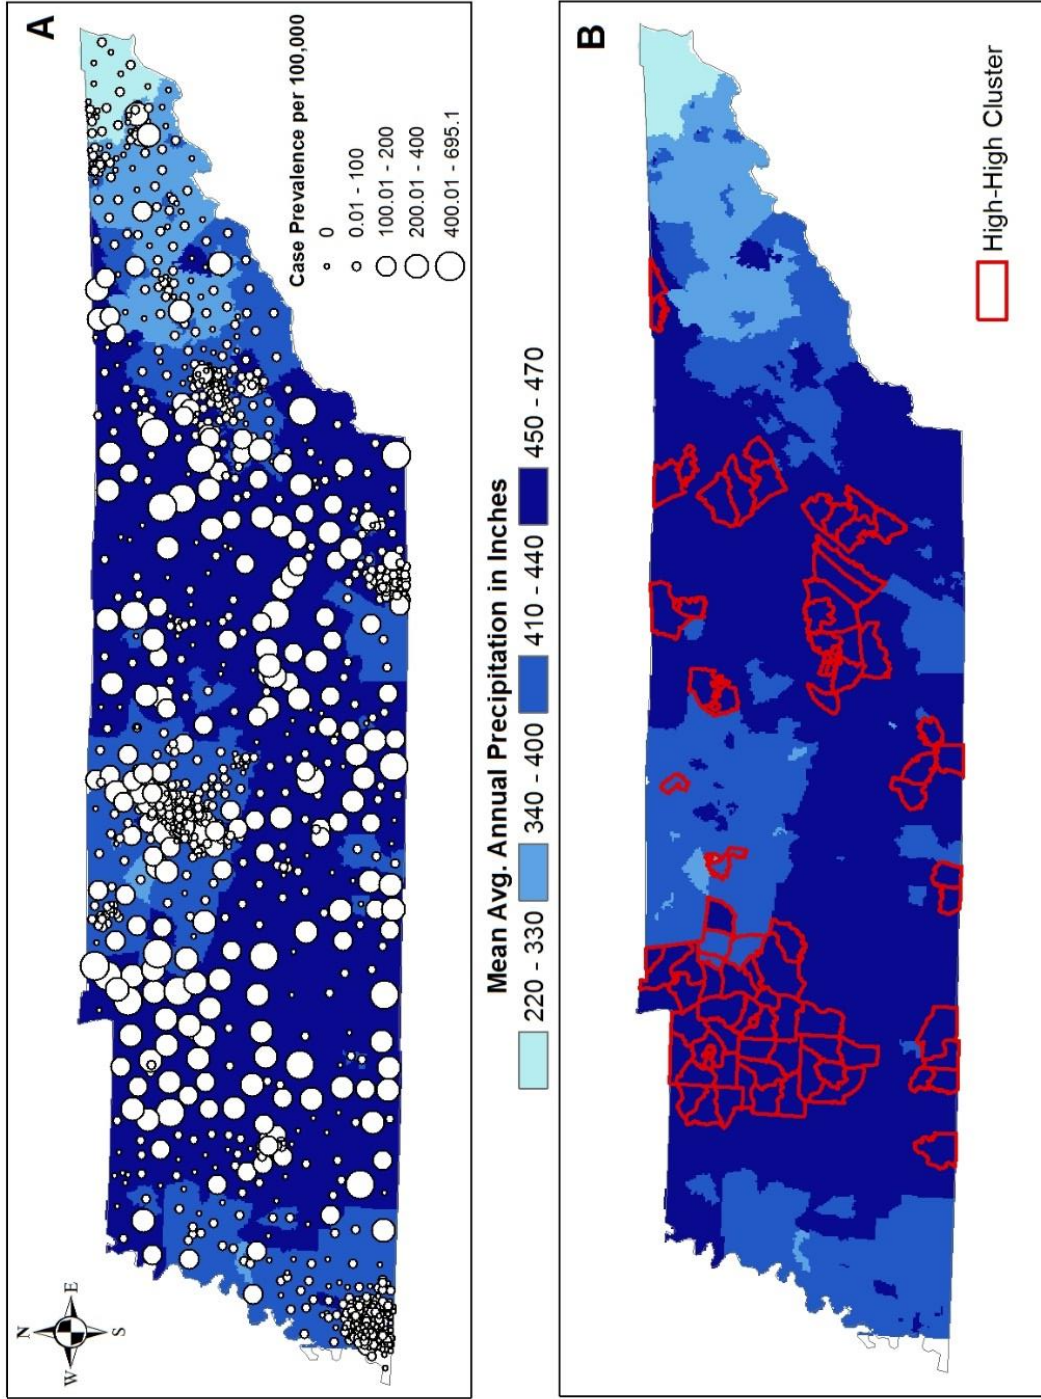 A
N
W
E
S
Case Prevalence per 100,000
0
0.01 - 100
100.01 - 200
200.01 - 400
400.01 - 695.1
Mean Avg. Annual Precipitation in Inches
220 - 330
340 - 400
410 - 440
450 - 470
B
High-High Cluster